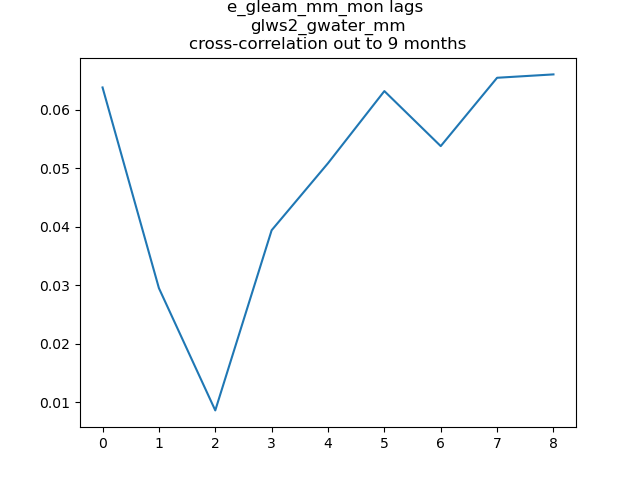 e_gleam_mm_mon lags
glws2_gwater_mm
cross-correlation out to 9 months
0.06
0.05
0.04
0.03
0.02
0.01
0 1 2 3 4 5 6 7 8